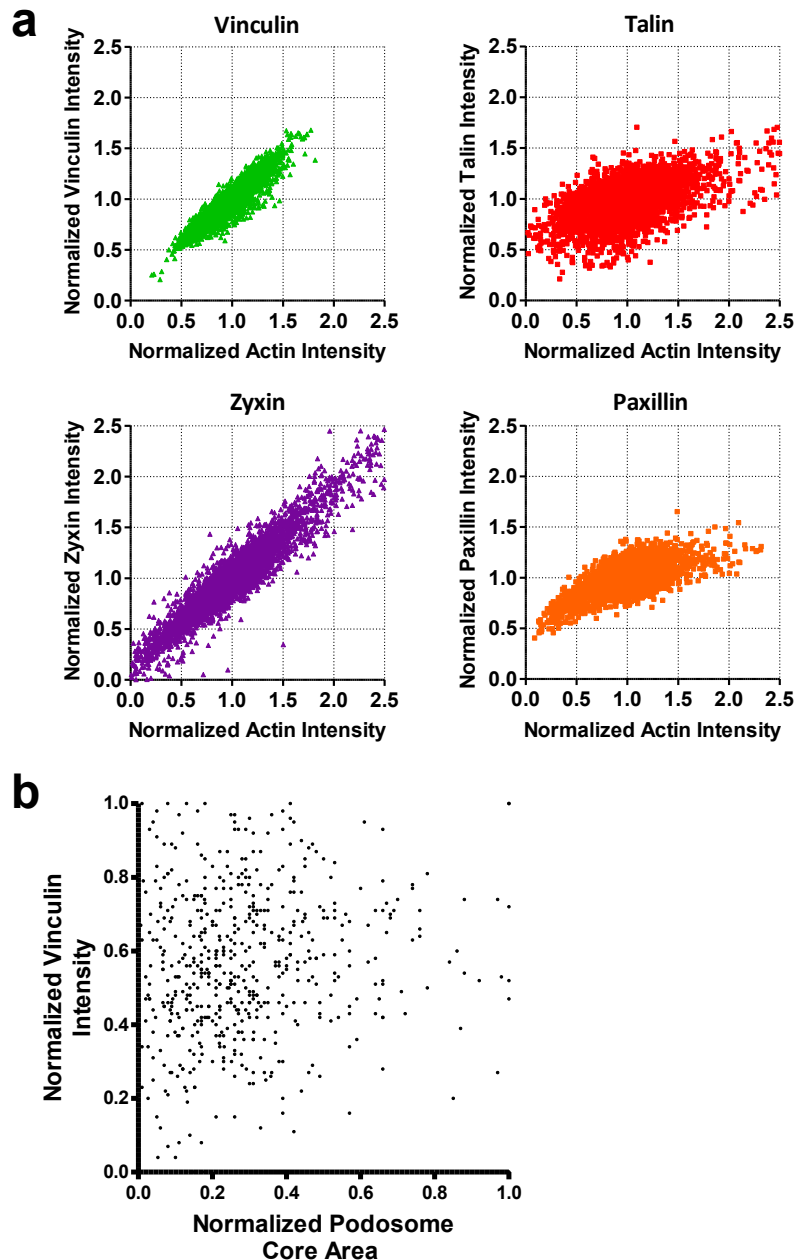 a
Vinculin
Normalized Vinculin Intensity
2.5
2.0
1.5
1.0
0.5
0.0
0.0 0.5 1.0 1.5 2.0 2.5
Normalized Actin Intensity
Talin
Normalized Talin Intensity
2.5
2.0
1.5
1.0
0.5
0.0
0.0 0.5 1.0 1.5 2.0 2.5
Normalized Actin Intensity
Zyxin
Normalized Zyxin Intensity
2.5
2.0
1.5
1.0
0.5
0.0
0.0 0.5 1.0 1.5 2.0 2.5
Normalized Actin Intensity
Paxillin
Normalized Paxillin Intensity
2.5
2.0
1.5
1.0
0.5
0.0
0.0 0.5 1.0 1.5 2.0 2.5
Normalized Actin Intensity
b
Normalized Vinculin
Intensity
1.0
0.8
0.6
0.4
0.2
0.0
0.0 0.2 0.4 0.6 0.8 1.0
Normalized Podosome
Core Area